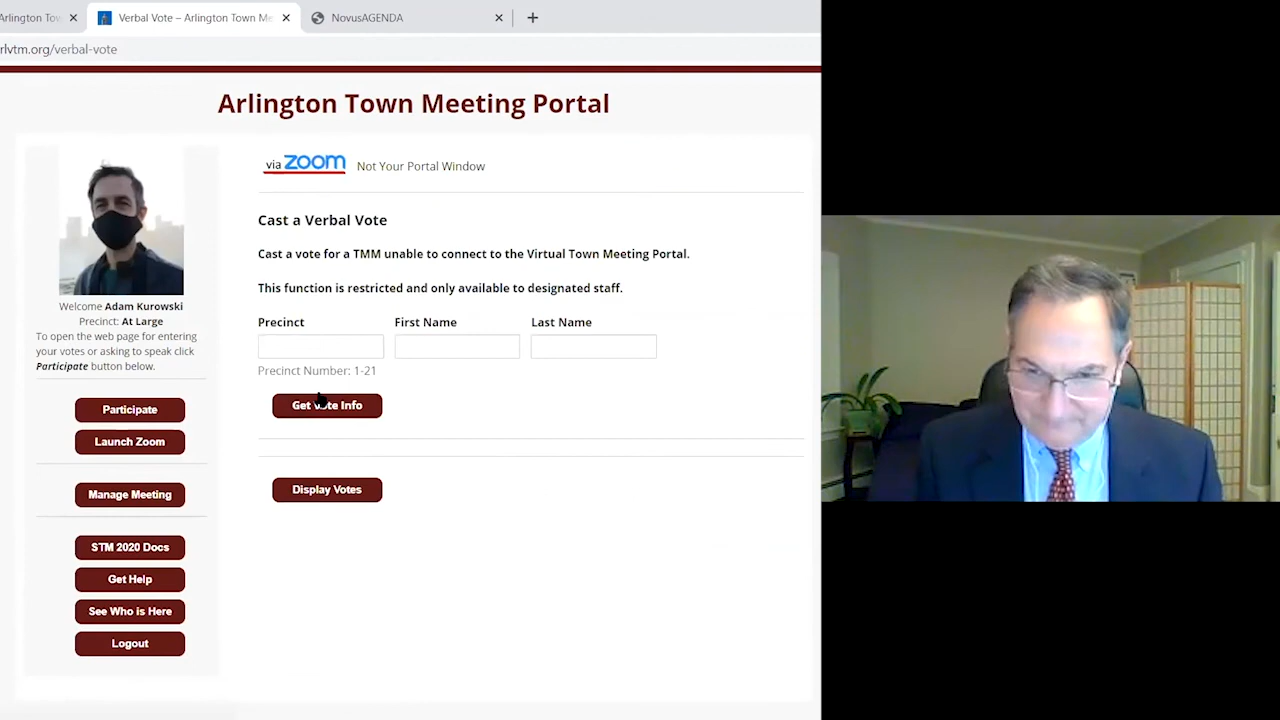 Arlington Tow
Verbal Vote – Arlington Town Me
NovusAGENDA
rlvtm.org/verbal-vote
Arlington Town Meeting Portal
via zoom Not Your Portal Window
Welcome Adam Kurowski
Precinct: At Large
To open the web page for entering
your votes or asking to speak click
Participate button below.
Participate
Launch Zoom
Manage Meeting
STM 2020 Docs
Get Help
See Who is Here
Logout
Cast a Verbal Vote
Cast a vote for a TMM unable to connect to the Virtual Town Meeting Portal.
This function is restricted and only available to designated staff.
Precinct First Name Last Name
Precinct Number: 1-21
Get Vote Info
Display Votes